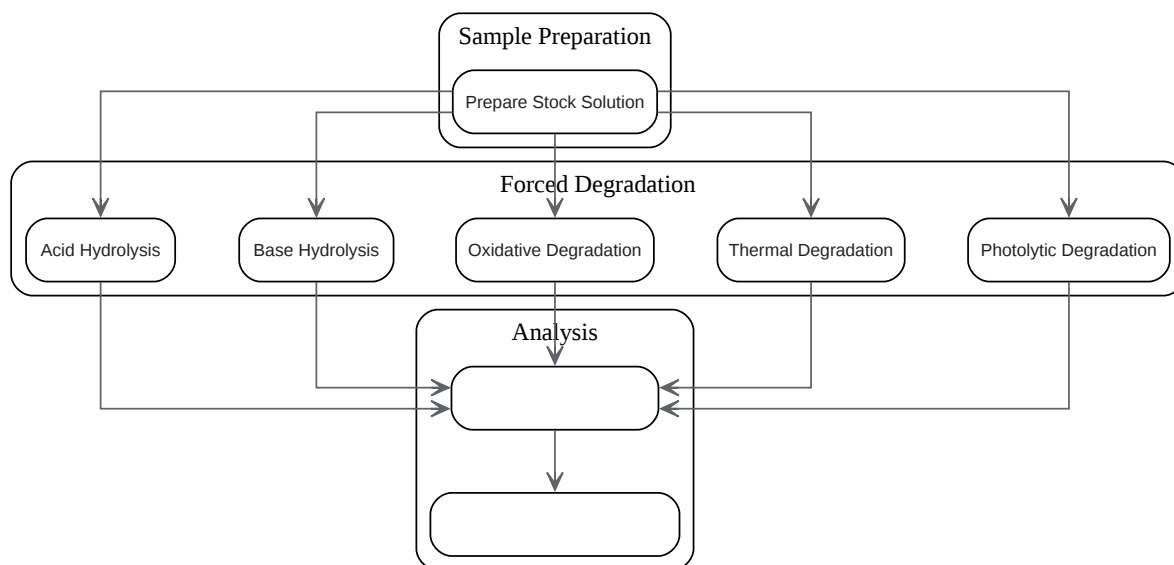 Sample Preparation
Prepare Stock Solution
Forced Degradation
Acid Hydrolysis
Base Hydrolysis
Oxidative Degradation
Thermal Degradation
Photolytic Degradation
Analysis